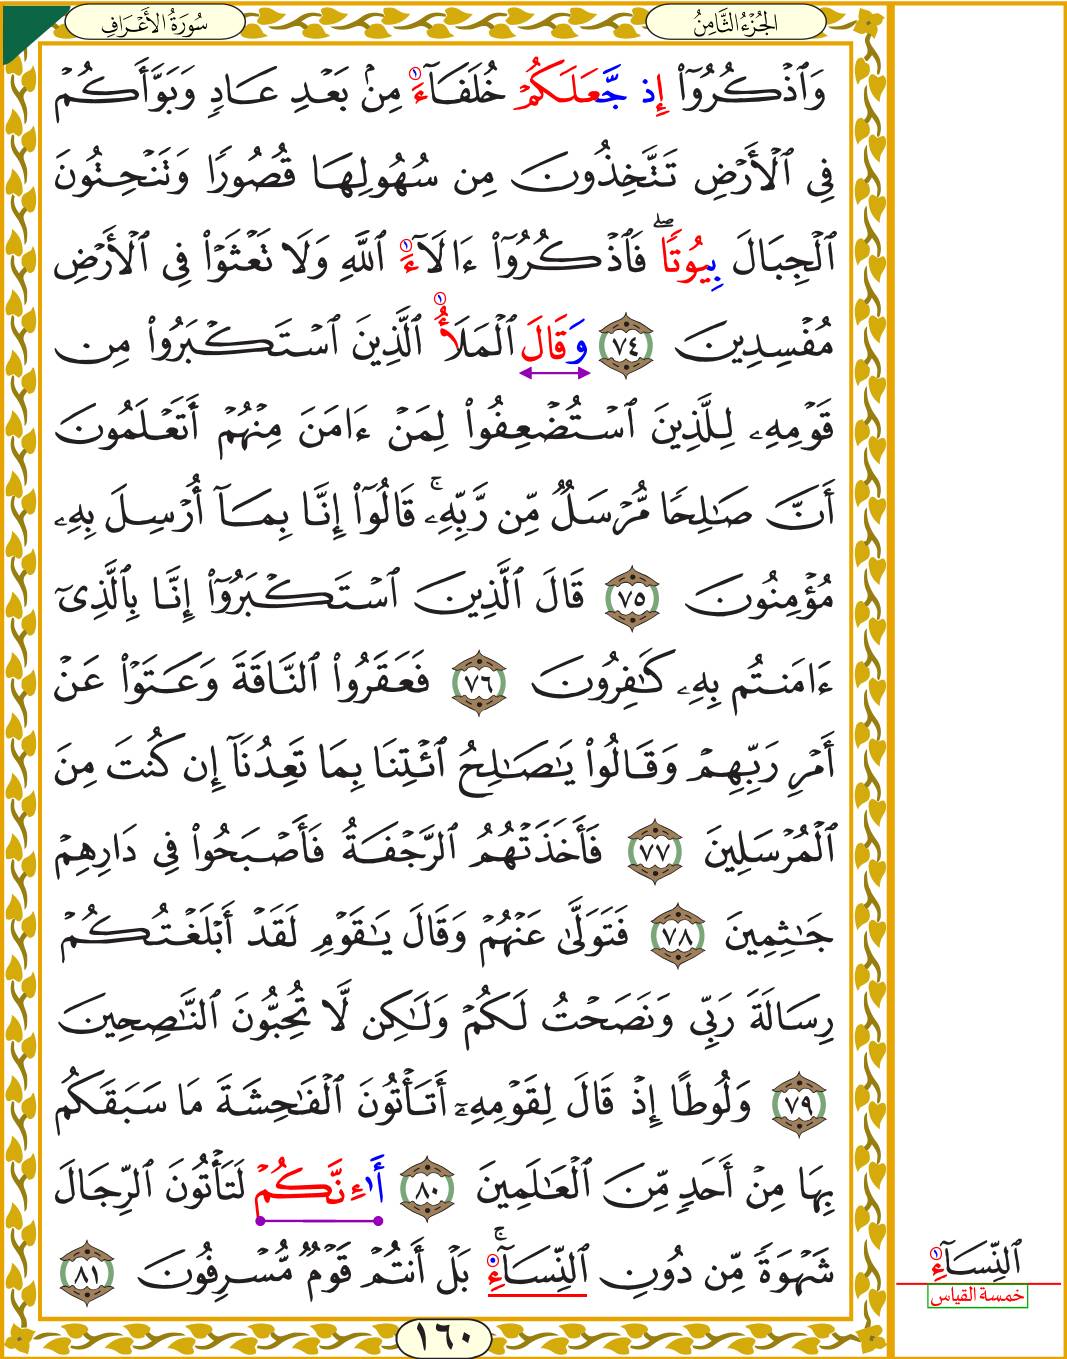 سُورَةُ الأَعْرَافِ
الجُزْءُ الثَّامِنُ
وَٱذۡكُرُوٓاْ إِذ جَّعَلَكُمۡ خُلَفَآءَ مِنۢ بَعۡدِ عَادٖ وَبَوَّأَكُمۡ
فِي ٱلۡأَرۡضِ تَتَّخِذُونَ مِن سُهُولِهَا قُصُورٗا وَتَنۡحِتُونَ
ٱلۡجِبَالَ بِيُوتٗاۖ فَٱذۡكُرُوٓاْ ءَالَآءَ ٱللَّهِ وَلَا تَعۡثَوۡاْ فِي ٱلۡأَرۡضِ
مُفۡسِدِينَ ٧٤ وَقَالَ ٱلۡمَلَأُ ٱلَّذِينَ ٱسۡتَكۡبَرُواْ مِن
قَوۡمِهِۦ لِلَّذِينَ ٱسۡتُضۡعِفُواْ لِمَنۡ ءَامَنَ مِنۡهُمۡ أَتَعۡلَمُونَ
أَنَّ صَٰلِحٗا مُّرۡسَلٞ مِّن رَّبِّهِۦۚ قَالُوٓاْ إِنَّا بِمَآ أُرۡسِلَ بِهِۦ
مُؤۡمِنُونَ ٧٥ قَالَ ٱلَّذِينَ ٱسۡتَكۡبَرُوٓاْ إِنَّا بِٱلَّذِيٓ
ءَامَنتُم بِهِۦ كَٰفِرُونَ ٧٦ فَعَقَرُواْ ٱلنَّاقَةَ وَعَتَوۡاْ عَنۡ
أَمۡرِ رَبِّهِمۡ وَقَالُواْ يَٰصَٰلِحُ ٱئۡتِنَا بِمَا تَعِدُنَآ إِن كُنتَ مِنَ
ٱلۡمُرۡسَلِينَ ٧٧ فَأَخَذَتۡهُمُ ٱلرَّجۡفَةُ فَأَصۡبَحُواْ فِي دَارِهِمۡ
جَٰثِمِينَ ٧٨ فَتَوَلَّىٰ عَنۡهُمۡ وَقَالَ يَٰقَوۡمِ لَقَدۡ أَبۡلَغۡتُكُمۡ
رِسَالَةَ رَبِّي وَنَصَحۡتُ لَكُمۡ وَلَٰكِن لَّا تُحِبُّونَ ٱلنَّٰصِحِينَ
٧٩ وَلُوطًا إِذۡ قَالَ لِقَوۡمِهِۦٓ أَتَأۡتُونَ ٱلۡفَٰحِشَةَ مَا سَبَقَكُم
بِهَا مِنۡ أَحَدٖ مِّنَ ٱلۡعَٰلَمِينَ ٨٠ أَا۬ءِنَّكُمۡ لَتَأۡتُونَ ٱلرِّجَالَ
شَهۡوَةٗ مِّن دُونِ ٱلنِّسَآءِۚ بَلۡ أَنتُمۡ قَوۡمٞ مُّسۡرِفُونَ ٨١
ٱلنِّسَآءِ
خمسة القياس
١٦٠